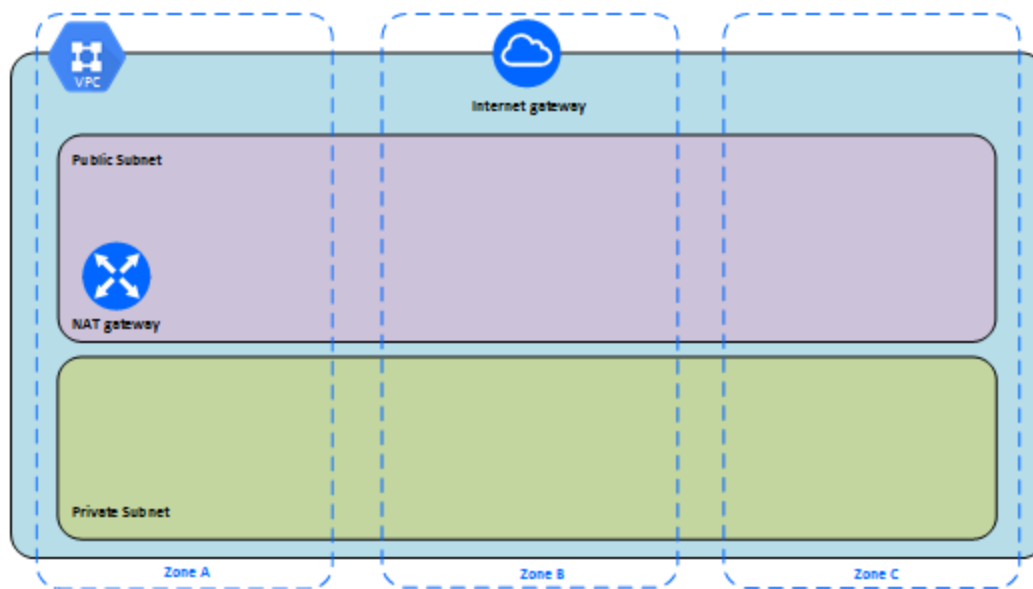 VPC
Internet gateway
Public Subnet
NAT gateway
Private Subnet
Zone A
Zone B
Zone C